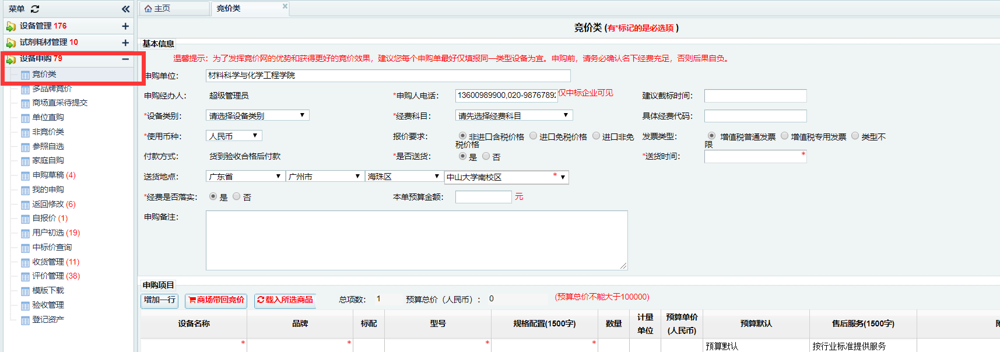 菜单
主页 竞价类
设备管理 176
试剂耗材管理 10
设备申购 79
竞价类
多品牌竞价
商场直采待提交
单位直购
非竞价类
参照自选
家庭自购
申购草稿 (4)
我的申购
返回修改 (6)
自报价 (1)
用户初选 (19)
中标价查询
收货管理 (11)
评价管理 (38)
模版下载
验收管理
登记资产
竞价类 (有*标记的是必选项 )
基本信息
温馨提示：为了发挥竞价网的优势和获得更好的竞价效果，建议您每个申购单最好仅填报同一类型设备为宜。申购前，请务必确认名下经费充足，否则后果自负。
申购单位： 材料科学与化学工程学院
申购经办人： 超级管理员 *申购人电话： 13600989900,020-9876789 仅中标企业可见 建议截标时间：
*设备类别： 请选择设备类别 *经费科目： 请先选择经费科目 具体经费代码：
*使用币种： 人民币 报价要求： 非进口含税价格 进口免税价格 进口非免税价格 发票类型： 增值税普通发票 增值税专用发票 类型不限
付款方式： 货到验收合格后付款 *是否送货： 是 否 *送货时间： *
送货地点： 广东省 广州市 海珠区 中山大学南校区 *
*经费是否落实： 是 否 本单预算金额： 元
申购备注：
申购项目
增加一行 商场带回竞价 载入所选商品 总项数： 1 预算总价（人民币）： 0 (预算总价不能大于100000)
设备名称 品牌 标配 型号 规格配置(1500字) 数量 计量单位 预算单价(人民币) 预算默认 售后服务(1500字)
* * * * 预算默认 按行业标准提供服务